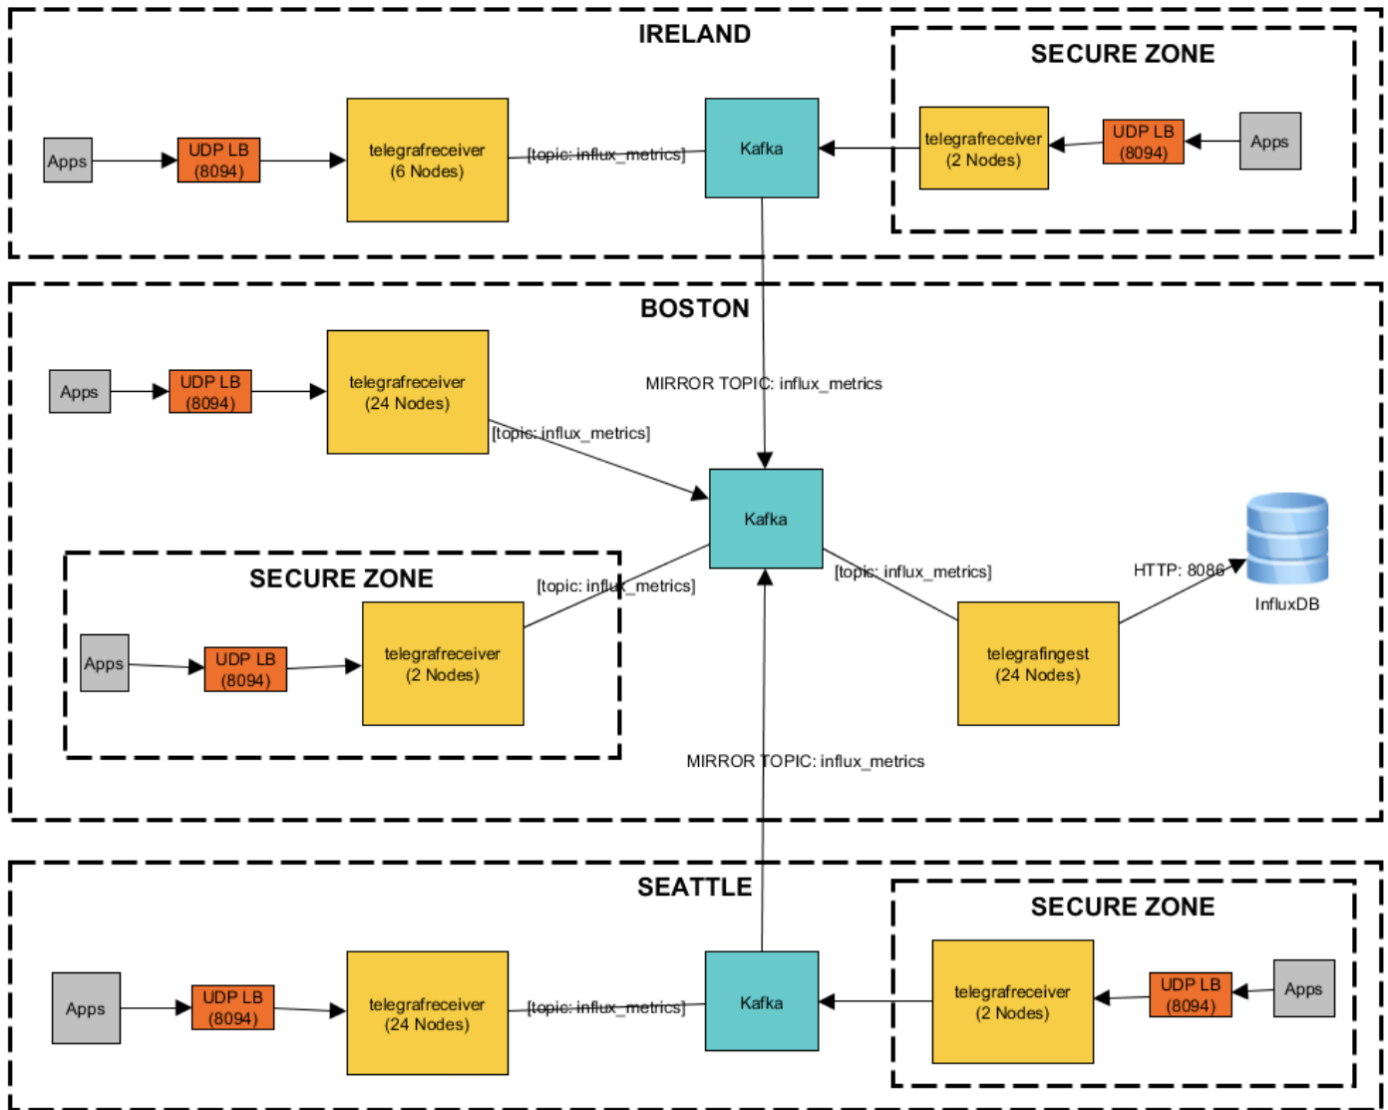 IRELAND
SECURE ZONE
Apps
UDP LB
(8094)
telegrafreceiver
(6 Nodes)
[topic: influx_metrics]
Kafka
telegrafreceiver
(2 Nodes)
UDP LB
(8094)
Apps
BOSTON
Apps
UDP LB
(8094)
telegrafreceiver
(24 Nodes)
MIRROR TOPIC: influx_metrics
[topic: influx_metrics]
Kafka
SECURE ZONE
[topic: influx_metrics]
[topic: influx_metrics]
HTTP: 8086
InfluxDB
Apps
UDP LB
(8094)
telegrafreceiver
(2 Nodes)
telegrafingest
(24 Nodes)
MIRROR TOPIC: influx_metrics
SEATTLE
SECURE ZONE
Apps
UDP LB
(8094)
telegrafreceiver
(24 Nodes)
[topic: influx_metrics]
Kafka
telegrafreceiver
(2 Nodes)
UDP LB
(8094)
Apps